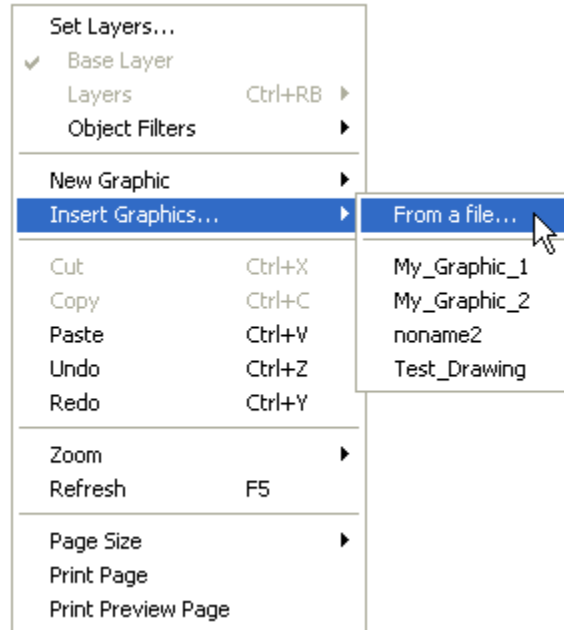 Set Layers...
Base Layer
Layers Ctrl+RB
Object Filters
New Graphic
Insert Graphics...
From a file...
My_Graphic_1
My_Graphic_2
noname2
Test_Drawing
Cut Ctrl+X
Copy Ctrl+C
Paste Ctrl+V
Undo Ctrl+Z
Redo Ctrl+Y
Zoom
Refresh F5
Page Size
Print Page
Print Preview Page